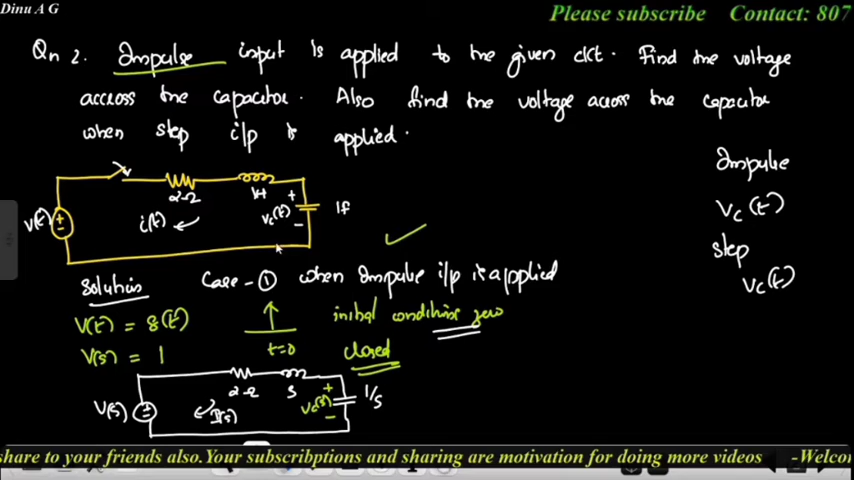 Dinu A G
Please subscribe Contact: 807
Qn 2. Impulse input is applied to the given ckt. Find the voltage
accross the capacitor. Also find the voltage across the capacitor
when step i/p is applied.
Impulse
Vc(t)
step
Vc(t)
V(t) + - i(t) 2Ω 1H + Vc(t) - 1F
Solution Case - ① when Impulse i/p is applied
V(t) = δ(t) initial conditions zero
V(s) = 1 t=0 closed
V(s) + - I(s) 2Ω S + Vc(s) - 1/s
share to your friends also.Your subscribptions and sharing are motivation for doing more videos -Welco